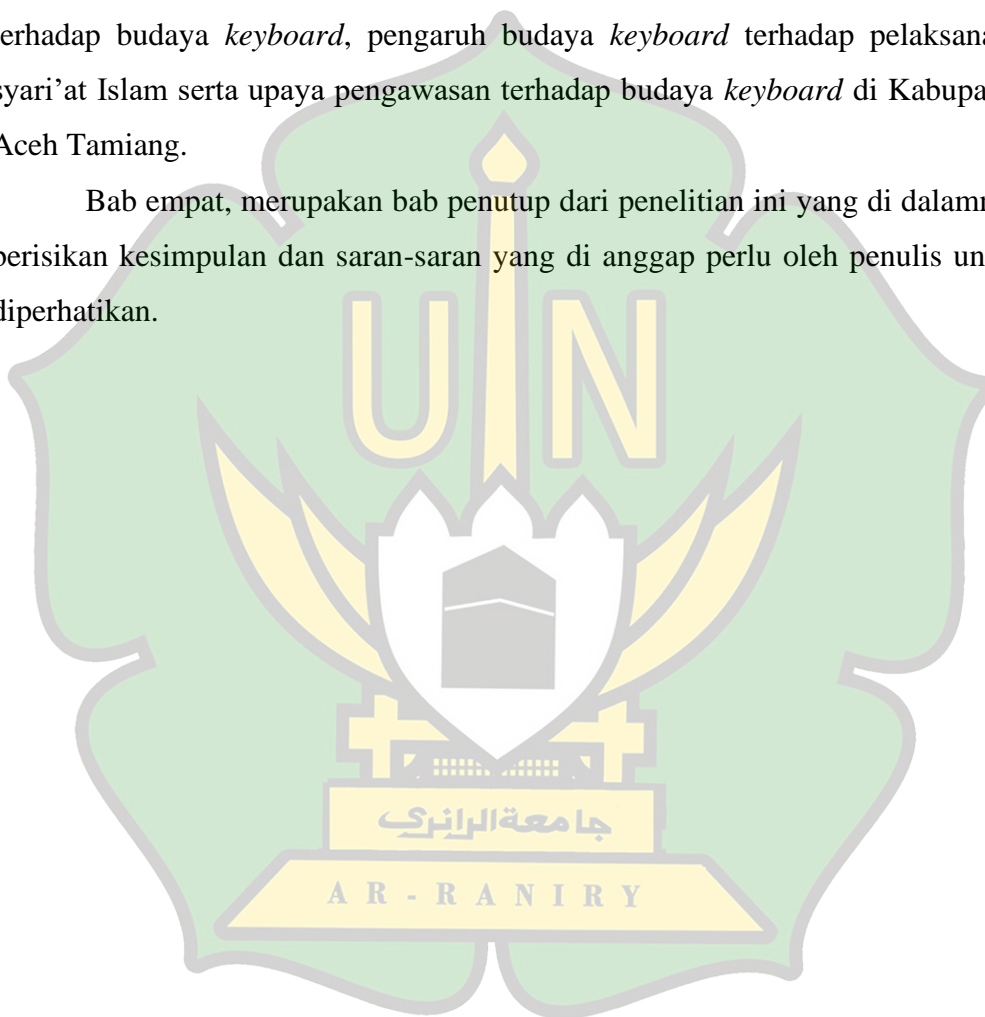 terhadap budaya keyboard, pengaruh budaya keyboard terhadap pelaksana
syari’at Islam serta upaya pengawasan terhadap budaya keyboard di Kabupa
Aceh Tamiang.
Bab empat, merupakan bab penutup dari penelitian ini yang di dalamn
berisikan kesimpulan dan saran-saran yang di anggap perlu oleh penulis un
diperhatikan.
UIN
جامعةالرانري
AR-RANIRY